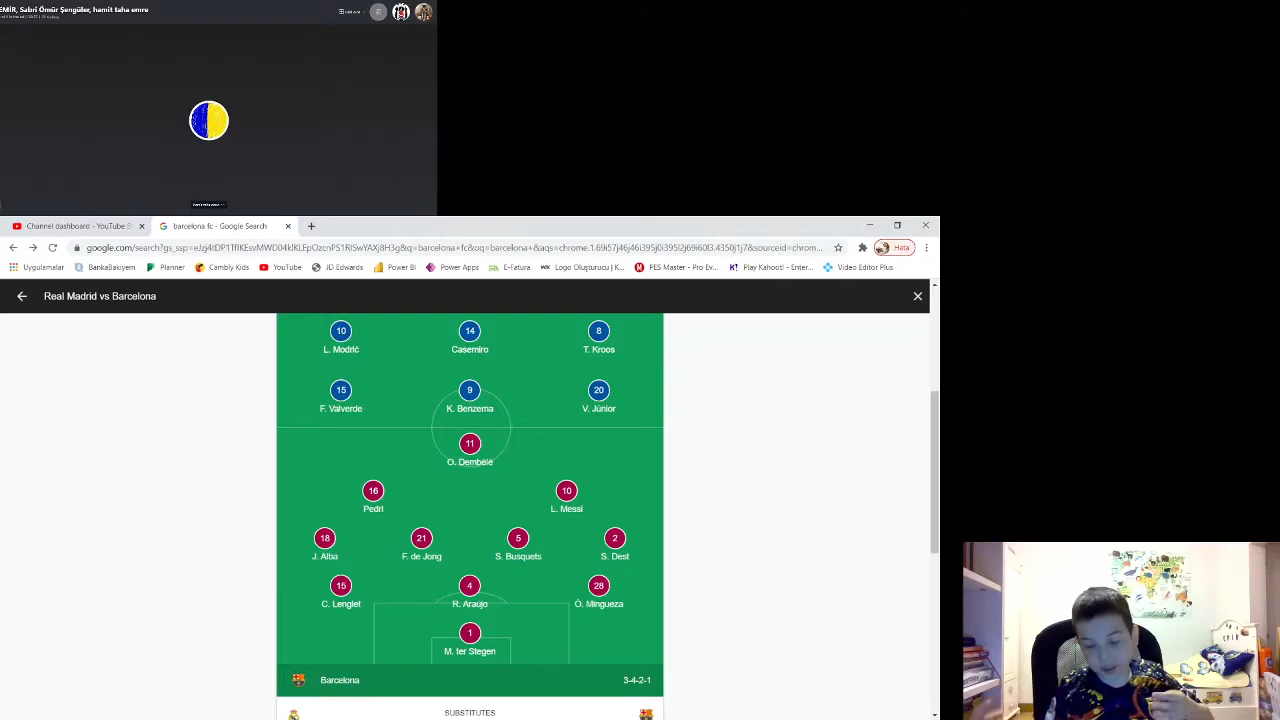 EMİR, Sabri Ömür Şengüler, hamit taha emre
Channel dashboard - YouTube S
barcelona fc - Google Search
Hata
Uygulamalar
BankaBakiyem
Planner
Cambly Kids
YouTube
JD Edwards
Power BI
Power Apps
E-Fatura
Logo Oluşturucu | K...
PES Master - Pro Ev...
Play Kahoot! - Enter...
Video Editor Plus
Real Madrid vs Barcelona
10
14
8
L. Modrić
Casemiro
T. Kroos
15
9
20
F. Valverde
K. Benzema
V. Júnior
11
O. Dembélé
16
10
Pedri
L. Messi
18
21
5
2
J. Alba
F. de Jong
S. Busquets
S. Dest
15
4
28
C. Lenglet
R. Araújo
Ó. Mingueza
1
M. ter Stegen
Barcelona
3-4-2-1
SUBSTITUTES